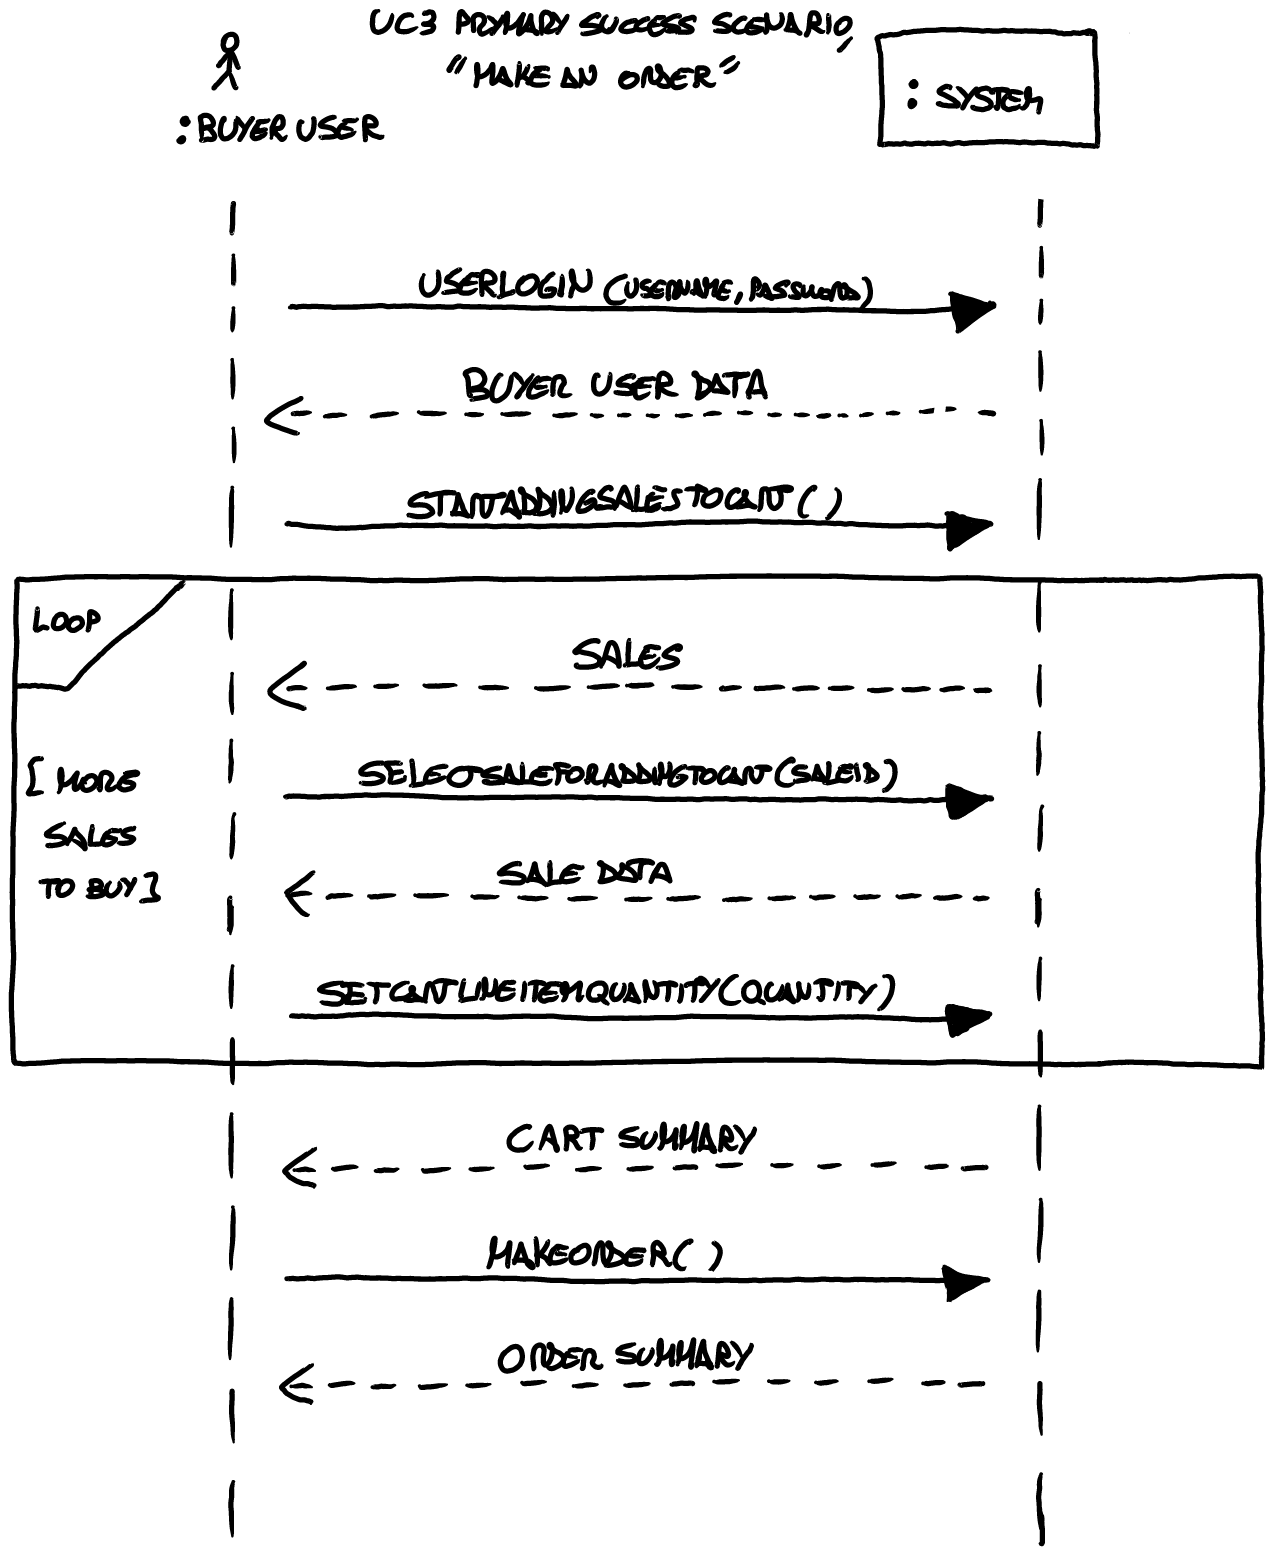 UC3 PRYMARY SUCCESS SCENARIO,
"MAKE AN ORDER"
: BUYER USER
: SYSTEM
USERLOGIN (USERNAME, PASSWORD)
BUYER USER DATA
STARTADDINGSALESTOCART ( )
LOOP
SALES
[ MORE
SALES
TO BUY ]
SELECTSALEFORADDINGTOCART (SALEID)
SALE DATA
SETCARTLINEITEMQUANTITY (QUANTITY)
CART SUMMARY
MAKEORDER ( )
ORDER SUMMARY